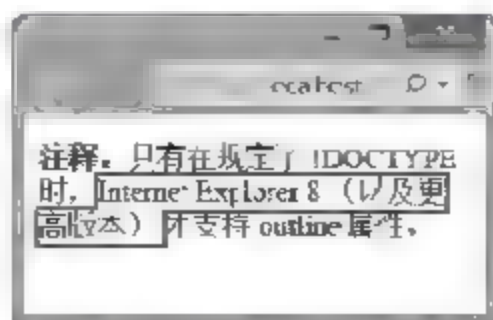 localhost
注释。只有在规定了 !DOCTYPE
时，Internet Explorer 8 （以及更
高版本）才支持 outline 属性。